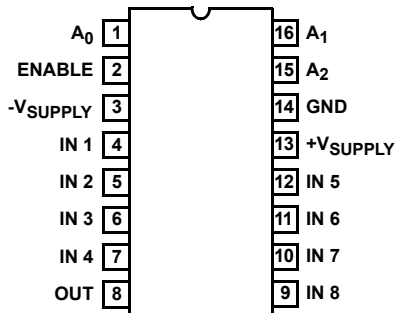 A0 1 16 A1
ENABLE 2 15 A2
-VSUPPLY 3 14 GND
IN 1 4 13 +VSUPPLY
IN 2 5 12 IN 5
IN 3 6 11 IN 6
IN 4 7 10 IN 7
OUT 8 9 IN 8